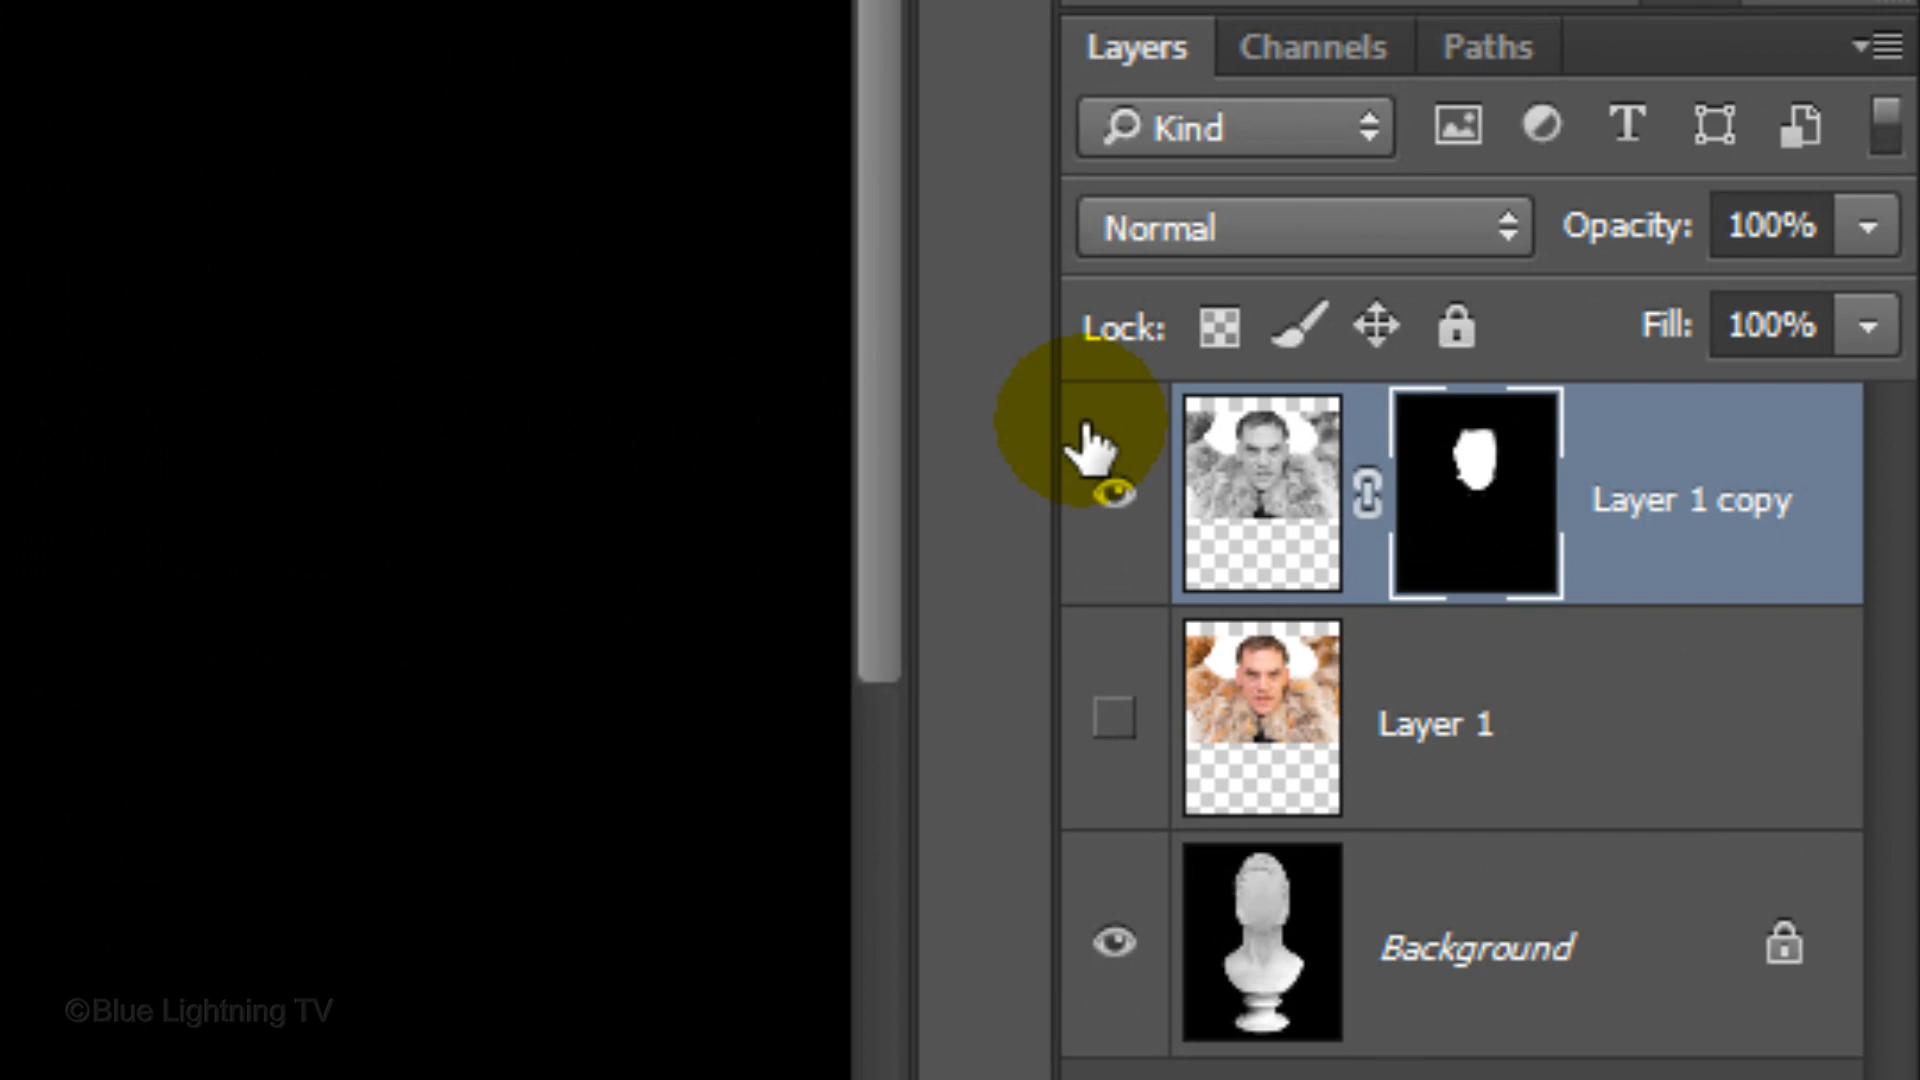 Layers Channels Paths
Kind T
Normal Opacity: 100%
Lock: Fill: 100%
Layer 1 copy
Layer 1
Background
©Blue Lightning TV